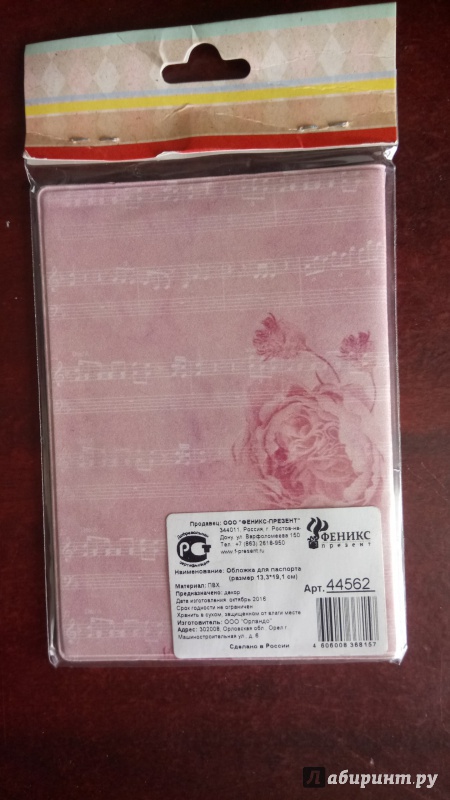 Продавец: ООО "ФЕНИКС-ПРЕЗЕНТ"
344011, Россия, г. Ростов-на-
Дону, ул. Варфоломеева 150
Тел. +7 (863) 2618-950
www.f-present.ru
Добровольная
сертификация
РСТ
ФЕНИКС
презент
Наименование: Обложка для паспорта
(размер 13,3*19,1 см)
Материал: ПВХ
Предназначено: декор
Дата изготовления: октябрь 2016
Срок годности не ограничен
Хранить в сухом, защищенном от влаги месте
Изготовитель: ООО "Орландо"
Адрес: 302008, Орловская обл., Орел г,
Машиностроительная ул., д. 6
Сделано в России
Арт. 44562
4 606008 368157
Лабиринт.ру